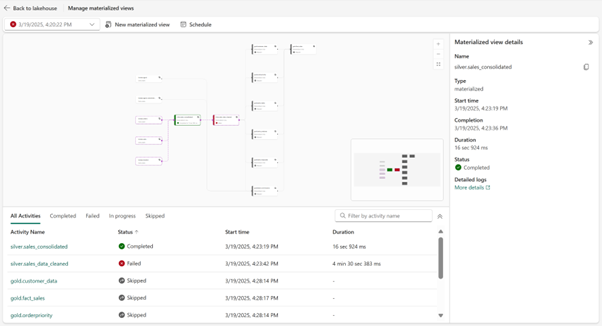 Back to lakehouse
Manage materialized views
3/19/2025, 4:20:22 PM
New materialized view
Schedule
Materialized view details
Name
silver.sales_consolidated
Type
materialized
Start time
3/19/2025, 4:23:19 PM
Completion
3/19/2025, 4:23:36 PM
Duration
16 sec 924 ms
Status
Completed
Detailed logs
More details
All Activities Completed Failed In progress Skipped
Filter by activity name
Activity Name Status Start time Duration
silver.sales_consolidated Completed 3/19/2025, 4:23:19 PM 16 sec 924 ms
silver.sales_data_cleaned Failed 3/19/2025, 4:23:42 PM 4 min 30 sec 383 ms
gold.customer_data Skipped 3/19/2025, 4:28:14 PM -
gold.fact_sales Skipped 3/19/2025, 4:28:17 PM -
gold.orderpriority Skipped 3/19/2025, 4:28:14 PM -